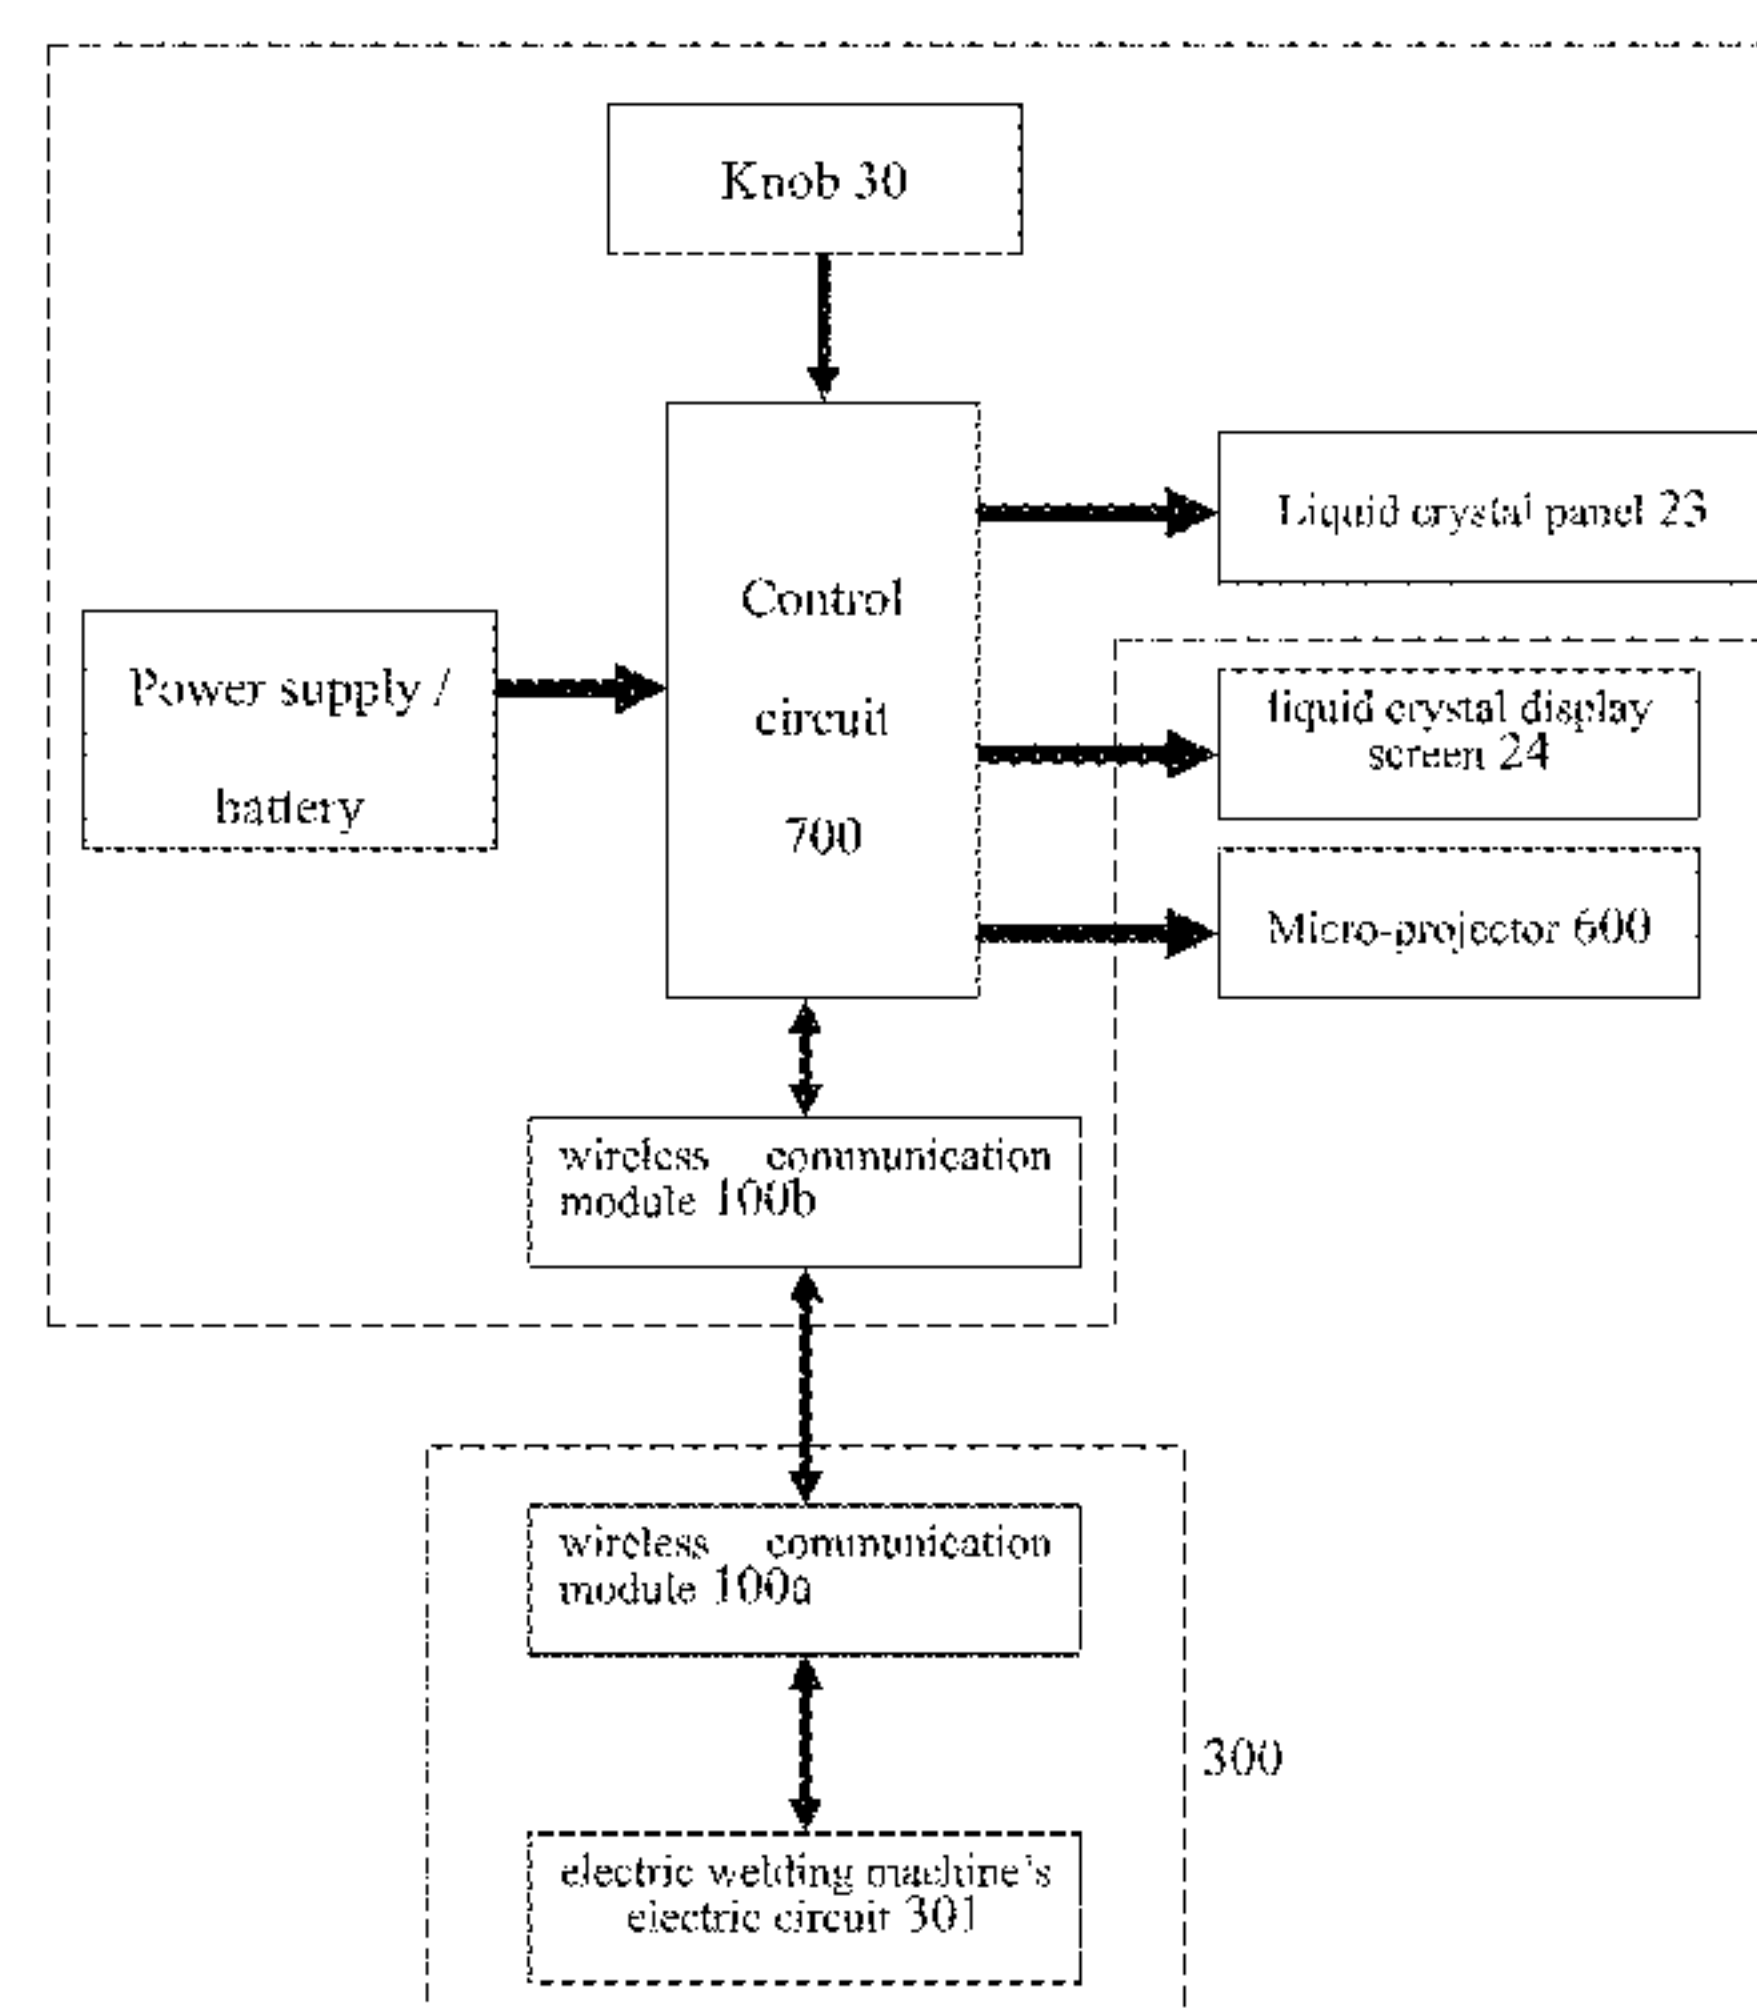 Knob 30
Liquid crystal panel 23
Control
circuit
700
Power supply /
battery
liquid crystal display
screen 24
Micro-projector 600
wireless communication
module 100b
wireless communication
module 100a
300
electric welding machine's
electric circuit 301